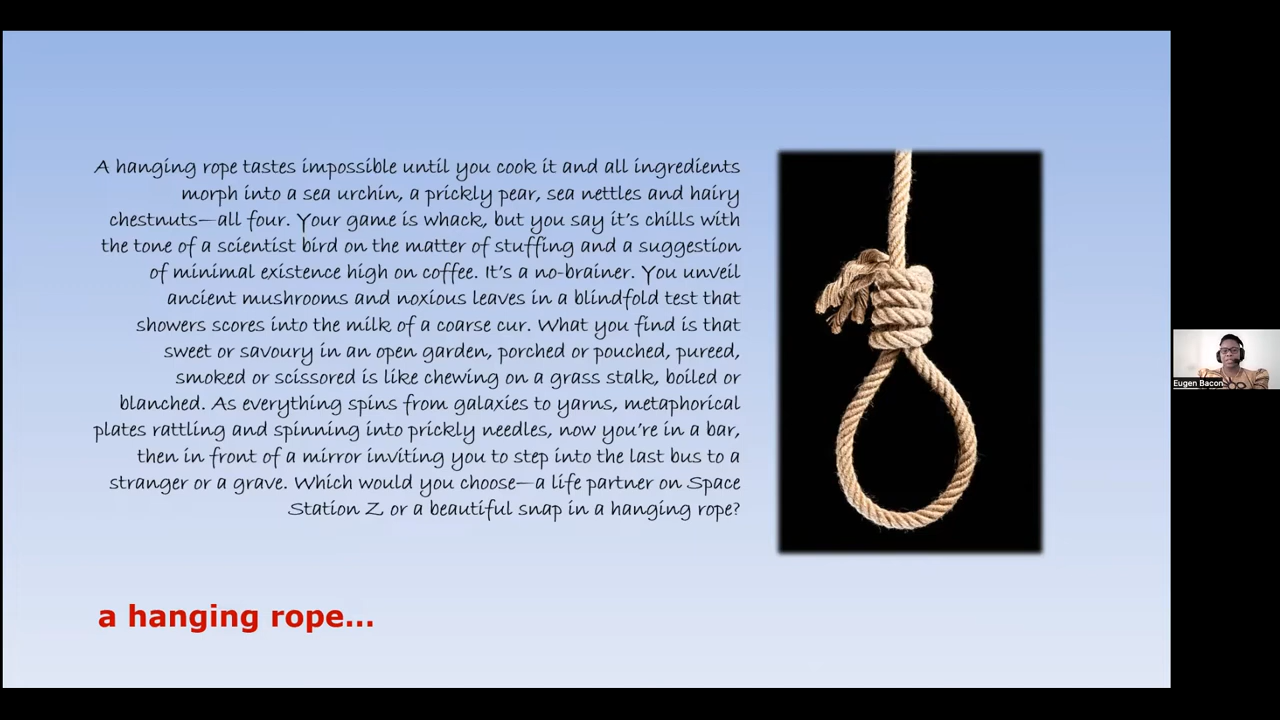 A hanging rope tastes impossible until you cook it and all ingredients
morph into a sea urchin, a prickly pear, sea nettles and hairy
chestnuts—all four. Your game is whack, but you say it's chills with
the tone of a scientist bird on the matter of stuffing and a suggestion
of minimal existence high on coffee. It's a no-brainer. You unveil
ancient mushrooms and noxious leaves in a blindfold test that
showers scores into the milk of a coarse cur. What you find is that
sweet or savoury in an open garden, porched or pouched, pureed,
smoked or scissored is like chewing on a grass stalk, boiled or
blanched. As everything spins from galaxies to yarns, metaphorical
plates rattling and spinning into prickly needles, now you're in a bar,
then in front of a mirror inviting you to step into the last bus to a
stranger or a grave. Which would you choose—a life partner on Space
Station Z, or a beautiful snap in a hanging rope?
a hanging rope...
Eugen Bacon